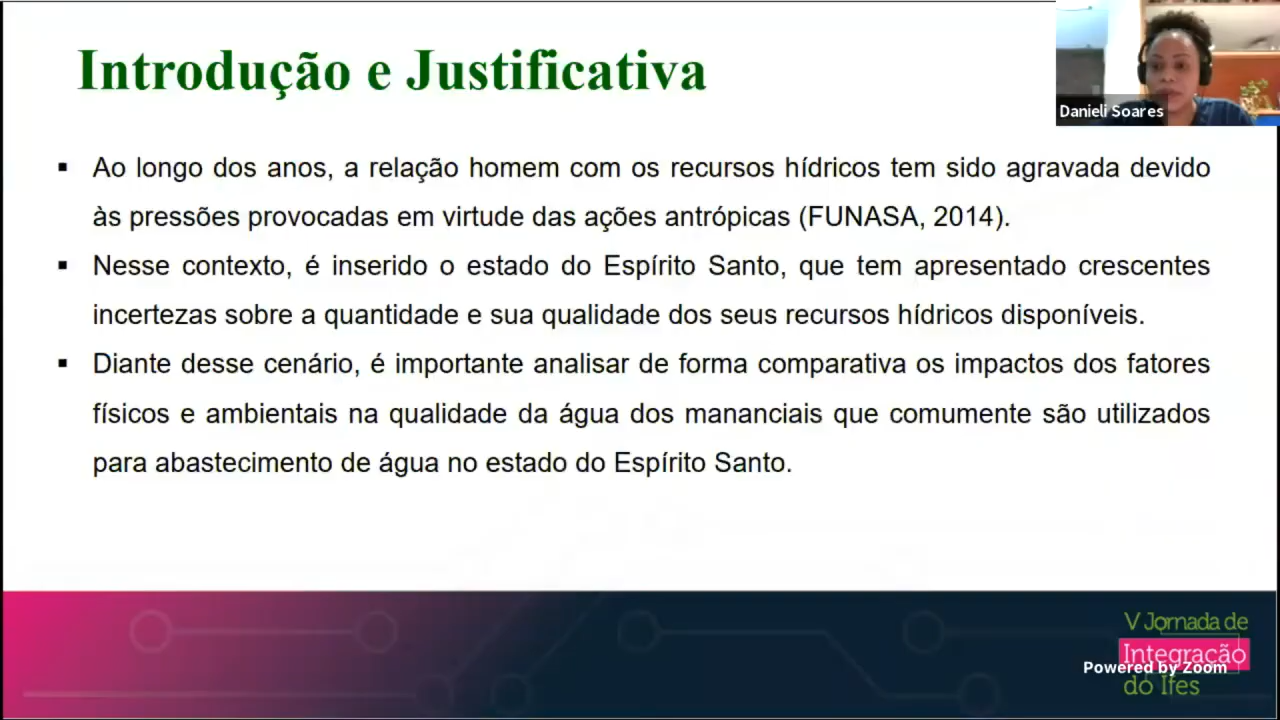 Introdução e Justificativa
Danieli Soares
▪ Ao longo dos anos, a relação homem com os recursos hídricos tem sido agravada devido
às pressões provocadas em virtude das ações antrópicas (FUNASA, 2014).
▪ Nesse contexto, é inserido o estado do Espírito Santo, que tem apresentado crescentes
incertezas sobre a quantidade e sua qualidade dos seus recursos hídricos disponíveis.
▪ Diante desse cenário, é importante analisar de forma comparativa os impactos dos fatores
físicos e ambientais na qualidade da água dos mananciais que comumente são utilizados
para abastecimento de água no estado do Espírito Santo.
V Jornada de
Integração
Powered by Zoom
do Ifes